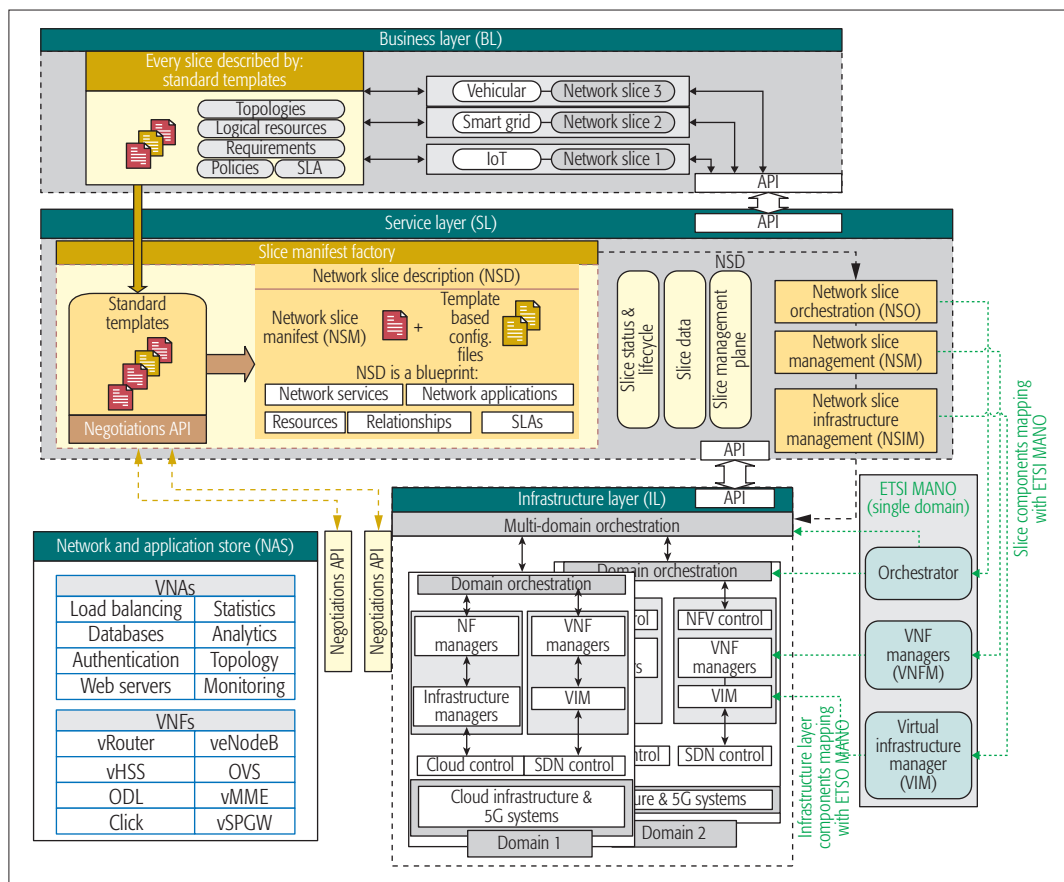 Business layer (BL)
Every slice described by:
standard templates
Topologies
Logical resources
Requirements
Policies
SLA
Vehicular
Network slice 3
Smart grid
Network slice 2
IoT
Network slice 1
API
Service layer (SL)
API
Slice manifest factory
Standard
templates
Negotiations API
Network slice description (NSD)
Network slice
manifest (NSM)
+
Template
based
config.
files
NSD is a blueprint:
Network services
Network applications
Resources
Relationships
SLAs
NSD
Slice status &
lifecycle
Slice data
Slice management
plane
Network slice
orchestration (NSO)
Network slice
management (NSM)
Network slice
infrastructure
management (NSIM)
API
Slice components mapping
with ETSI MANO
Infrastructure layer (IL)
API
Multi-domain orchestration
Negotiations API
Negotiations API
Domain orchestration
NF
managers
Infrastructure
managers
Cloud control
VNF
managers
VIM
SDN control
Cloud infrastructure &
5G systems
Domain 1
Domain orchestration
rol
NFV control
rs
VNF
managers
VIM
rol
SDN control
ure & 5G systems
Domain 2
Infrastructure layer
components mapping
with ETSO MANO
ETSI MANO
(single domain)
Orchestrator
VNF
managers
(VNFM)
Virtual
infrastructure
manager
(VIM)
Network and application store (NAS)
VNAs
Load balancing
Statistics
Databases
Analytics
Authentication
Topology
Web servers
Monitoring
VNFs
vRouter
veNodeB
vHSS
OVS
ODL
vMME
Click
vSPGW